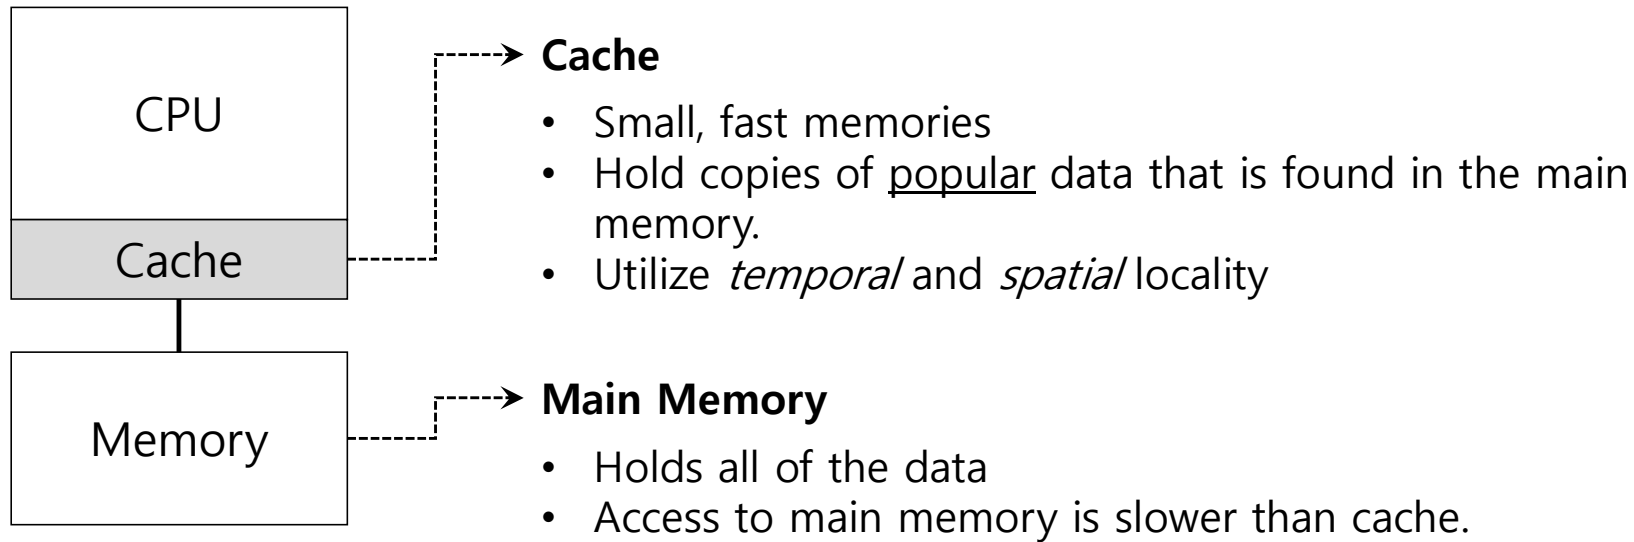 CPU
Cache
Memory
Cache
• Small, fast memories
• Hold copies of popular data that is found in the main
memory.
• Utilize temporal and spatial locality
Main Memory
• Holds all of the data
• Access to main memory is slower than cache.